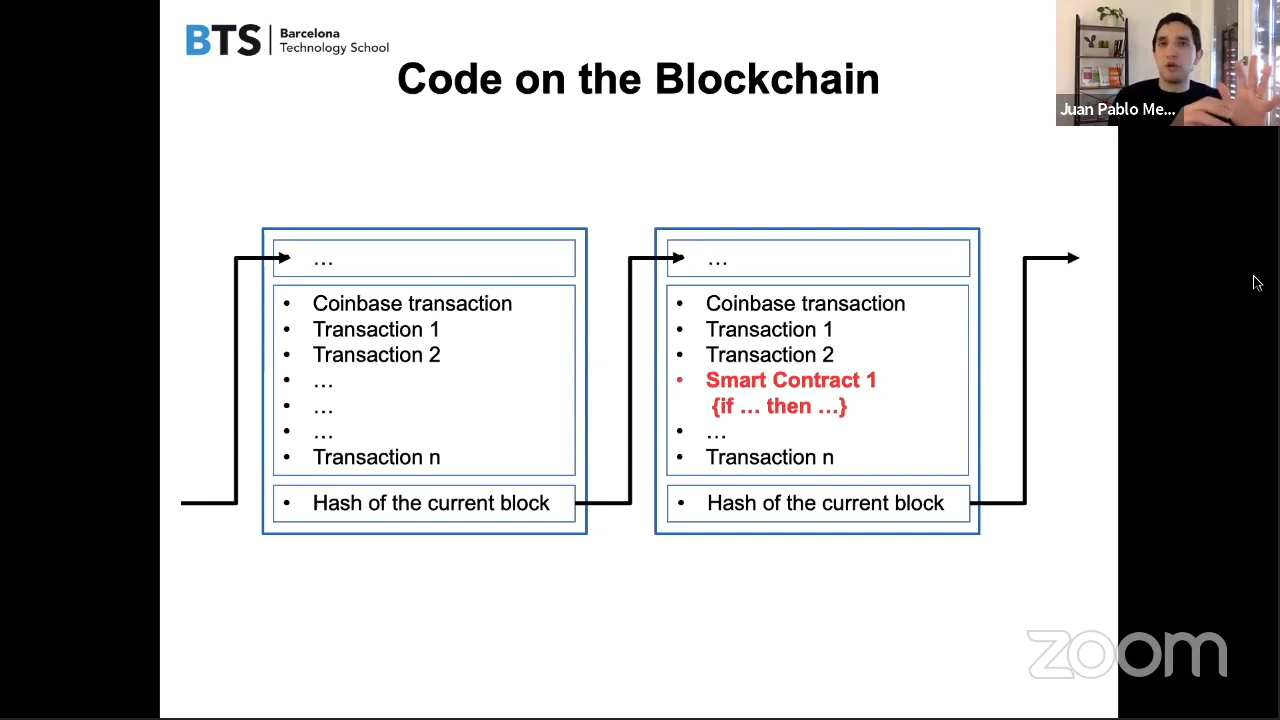 BTS
Barcelona
Technology School
Code on the Blockchain
Juan Pablo Me...
...
• Coinbase transaction
• Transaction 1
• Transaction 2
• ...
• ...
• ...
• Transaction n
• Hash of the current block
...
• Coinbase transaction
• Transaction 1
• Transaction 2
• Smart Contract 1
{if ... then ...}
• ...
• Transaction n
• Hash of the current block
zoom